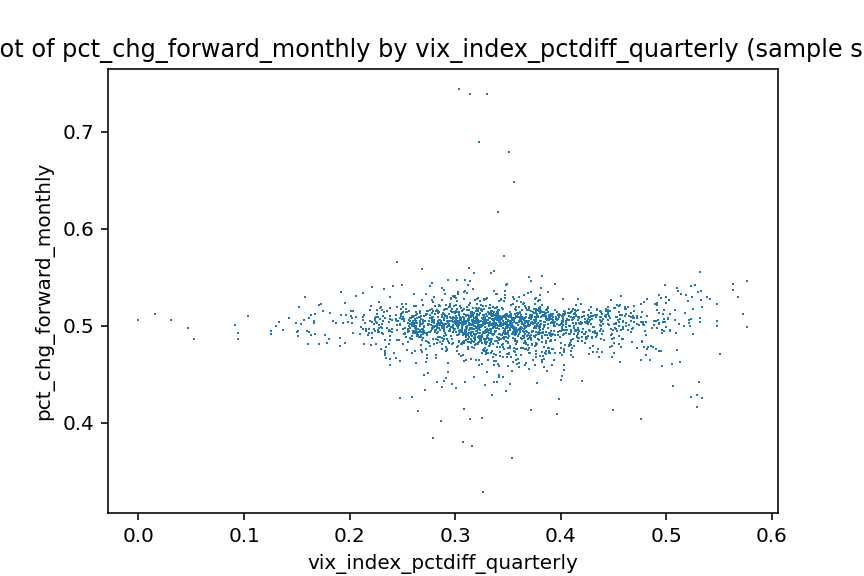 ot of pct_chg_forward_monthly by vix_index_pctdiff_quarterly (sample s
pct_chg_forward_monthly
0.7
0.6
0.5
0.4
0.0 0.1 0.2 0.3 0.4 0.5 0.6
vix_index_pctdiff_quarterly